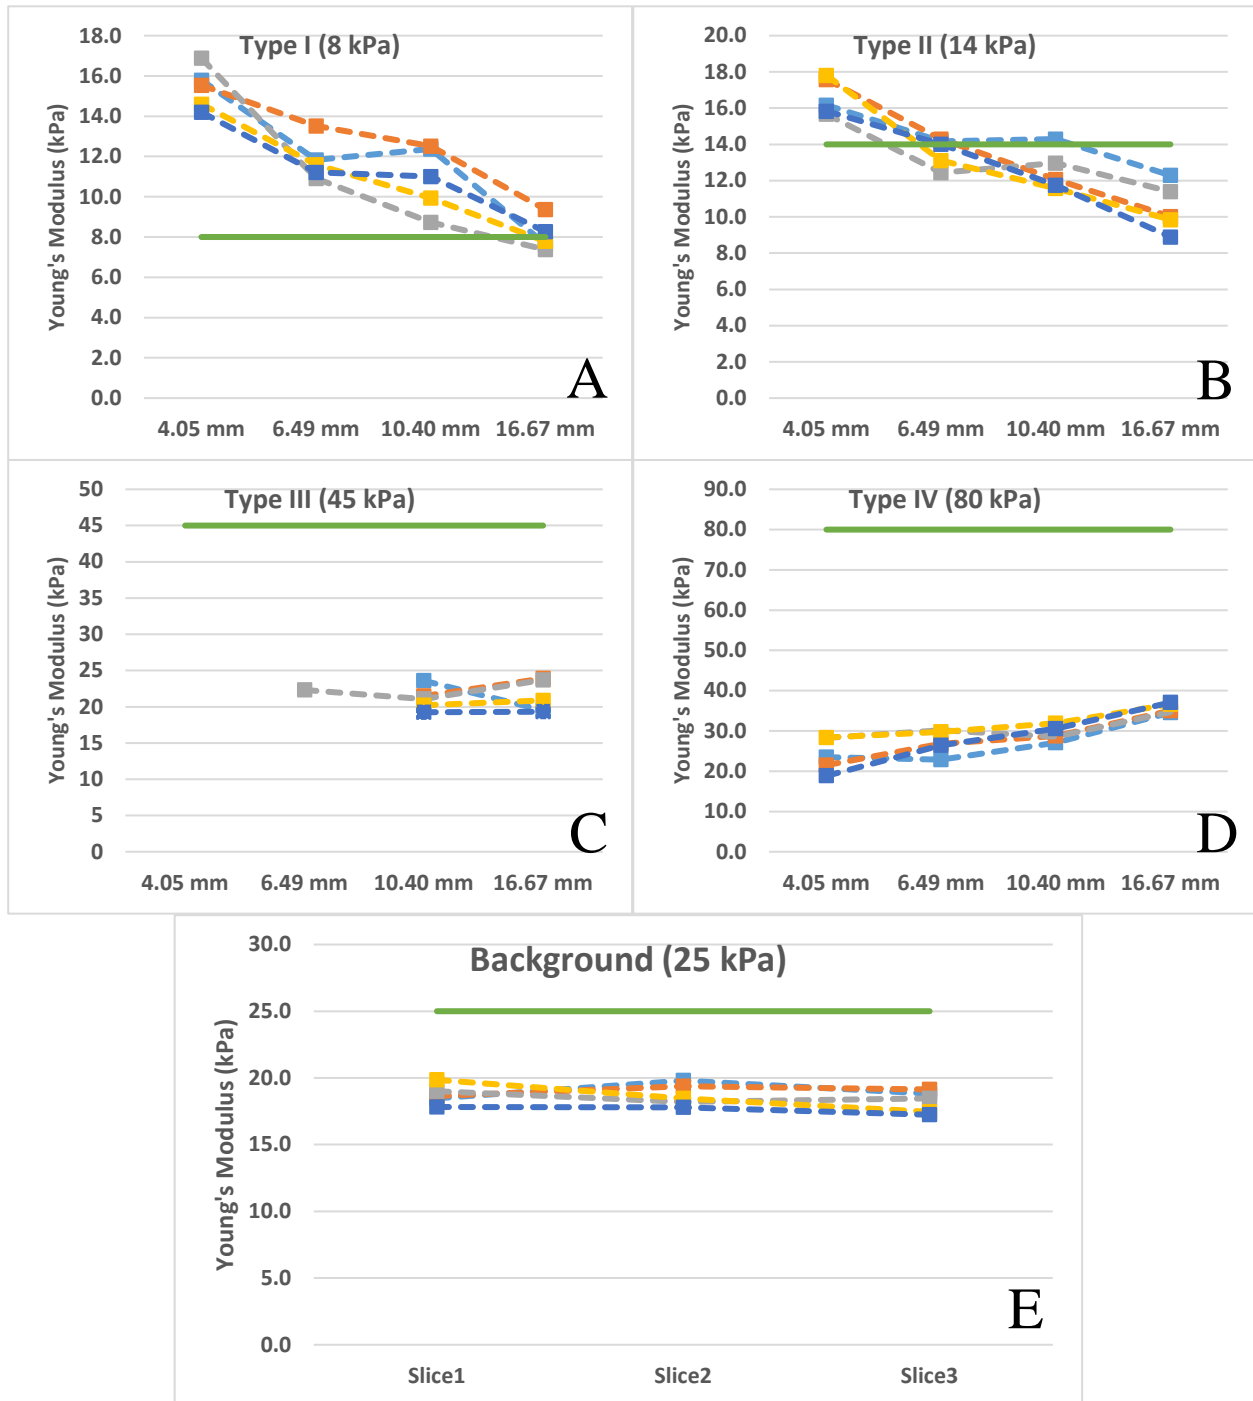 Type I (8 kPa)
Young's Modulus (kPa)
18.0
16.0
14.0
12.0
10.0
8.0
6.0
4.0
2.0
0.0
4.05 mm 6.49 mm 10.40 mm 16.67 mm
A
Type II (14 kPa)
Young's Modulus (kPa)
20.0
18.0
16.0
14.0
12.0
10.0
8.0
6.0
4.0
2.0
0.0
4.05 mm 6.49 mm 10.40 mm 16.67 mm
B
Type III (45 kPa)
Young's Modulus (kPa)
50
45
40
35
30
25
20
15
10
5
0
4.05 mm 6.49 mm 10.40 mm 16.67 mm
C
Type IV (80 kPa)
Young's Modulus (kPa)
90.0
80.0
70.0
60.0
50.0
40.0
30.0
20.0
10.0
0.0
4.05 mm 6.49 mm 10.40 mm 16.67 mm
D
Background (25 kPa)
Young's Modulus (kPa)
30.0
25.0
20.0
15.0
10.0
5.0
0.0
Slice1 Slice2 Slice3
E